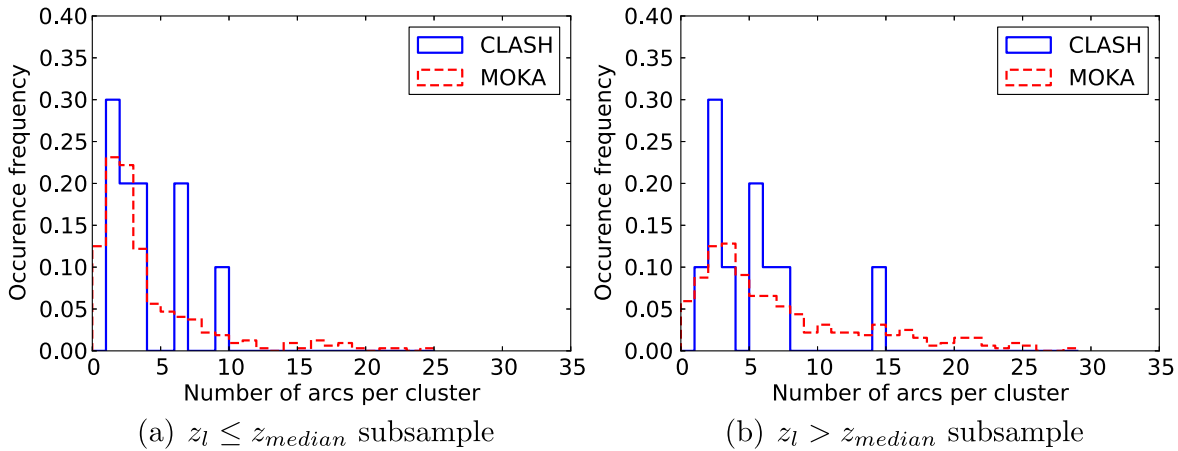 0.40
0.35
0.30
0.25
0.20
0.15
0.10
0.05
0.00
Occurence frequency
0 5 10 15 20 25 30 35
Number of arcs per cluster
CLASH
MOKA
(a) z_l ≤ z_median subsample
0.40
0.35
0.30
0.25
0.20
0.15
0.10
0.05
0.00
Occurence frequency
0 5 10 15 20 25 30 35
Number of arcs per cluster
CLASH
MOKA
(b) z_l > z_median subsample